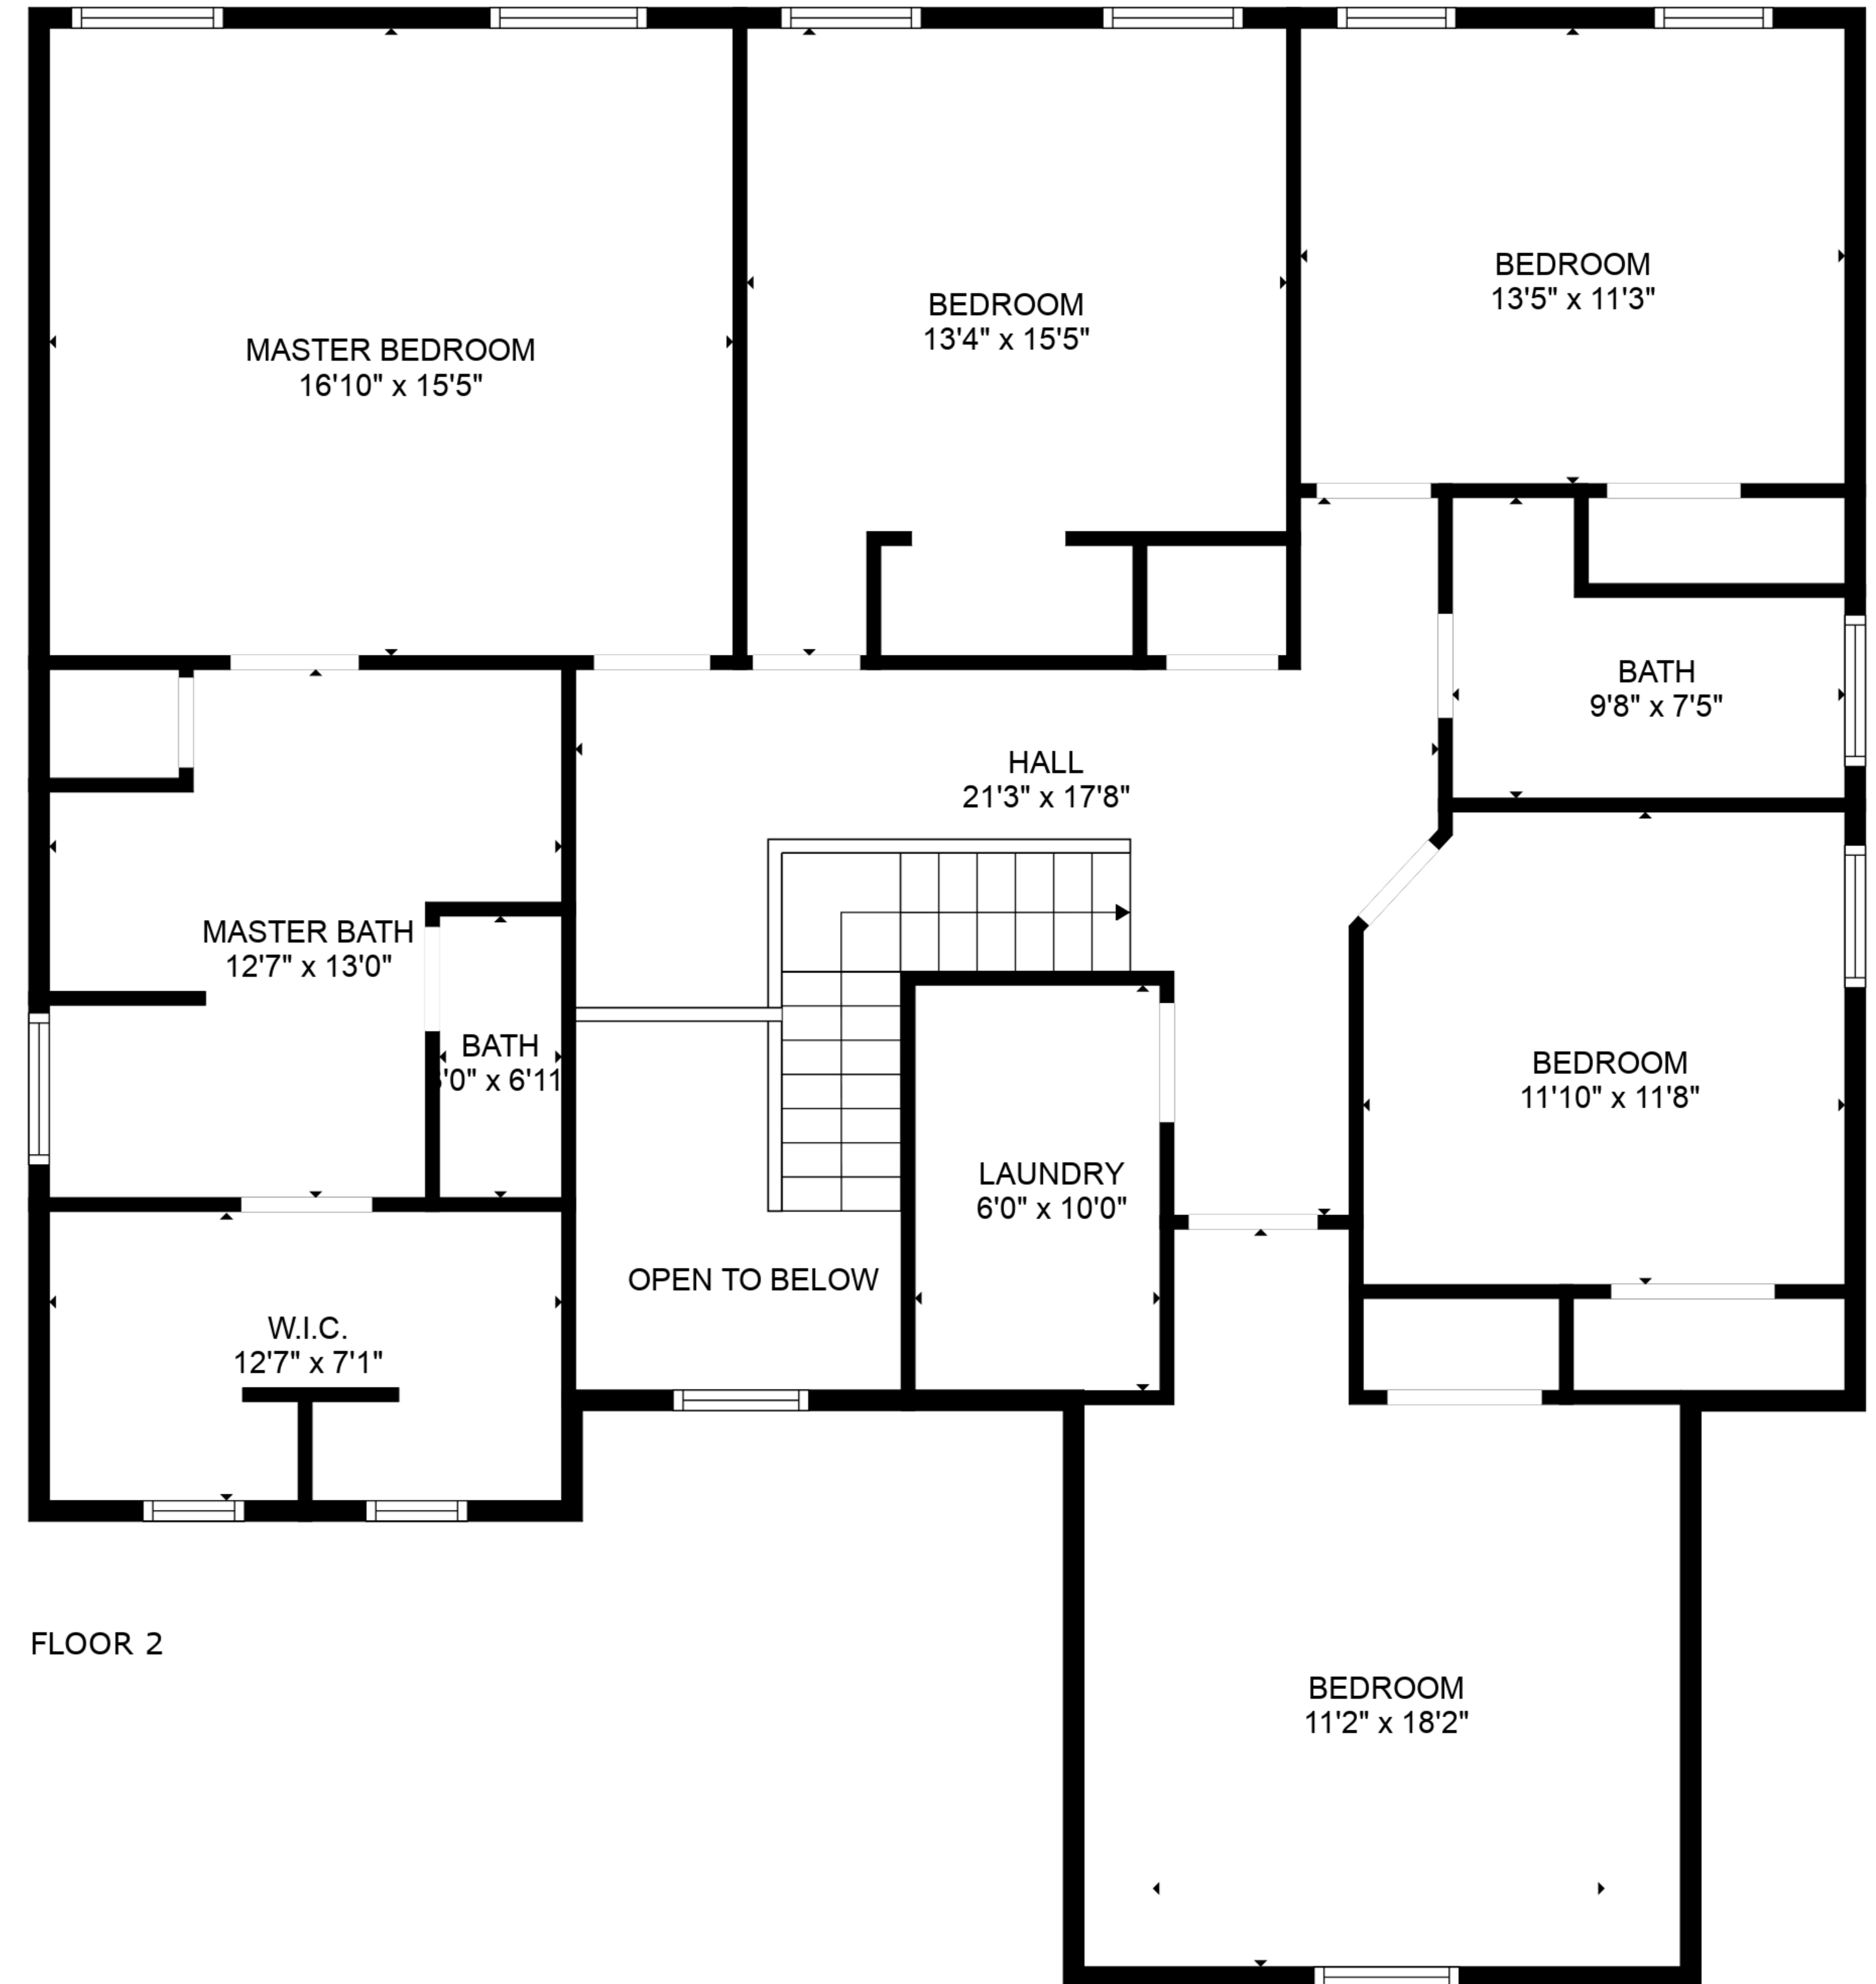 MASTER BEDROOM
16'10" x 15'5"
BEDROOM
13'4" x 15'5"
BEDROOM
13'5" x 11'3"
BATH
9'8" x 7'5"
HALL
21'3" x 17'8"
MASTER BATH
12'7" x 13'0"
BATH
'0" x 6'11
BEDROOM
11'10" x 11'8"
LAUNDRY
6'0" x 10'0"
OPEN TO BELOW
W.I.C.
12'7" x 7'1"
FLOOR 2
BEDROOM
11'2" x 18'2"